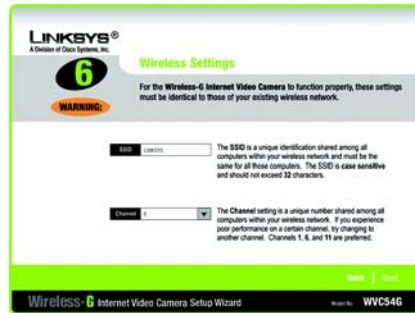 LINKSYS®
A Division of Cisco Systems, Inc.
6
WARNING:
Wireless Settings
For the Wireless-G Internet Video Camera to function properly, these settings
must be identical to those of your existing wireless network.
SSID LINKSYS
The SSID is a unique identification shared among all
computers within your wireless network and must be the
same for all those computers. The SSID is case sensitive
and should not exceed 32 characters.
Channel 6
The Channel setting is a unique number shared among all
computers within your wireless network. If you experience
poor performance on a certain channel, try changing to
another channel. Channels 1, 6, and 11 are preferred.
Back | Next
Wireless-G Internet Video Camera Setup Wizard
Model No. WVC54G